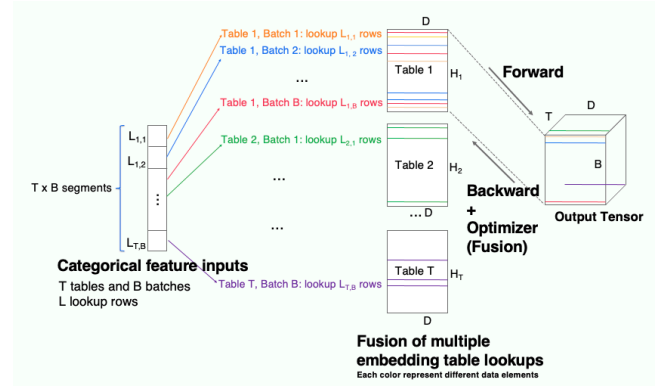 D
Table 1, Batch 1: lookup L1,1 rows
Table 1, Batch 2: lookup L1, 2 rows
...
Table 1
H1
Forward
Table 1, Batch B: lookup L1,B rows
D
T
L1,1
Table 2, Batch 1: lookup L2,1 rows
L1,2
Table 2
H2
B
T x B segments
...
...
Backward
+
Optimizer
(Fusion)
... D
Output Tensor
...
LT,B
Categorical feature inputs
Table T
HT
T tables and B batches
L lookup rows
Table T, Batch B: lookup LT,B rows
D
Fusion of multiple
embedding table lookups
Each color represent different data elements